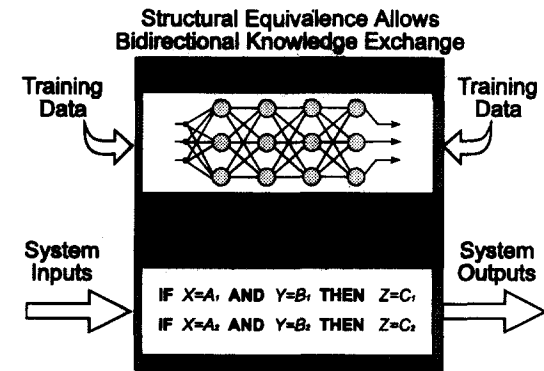 Structural Equivalence Allows
Bidirectional Knowledge Exchange
Training
Data
Training
Data
System
Inputs
System
Outputs
IF X=A₁ AND Y=B₁ THEN Z=C₁
IF X=A₂ AND Y=B₂ THEN Z=C₂